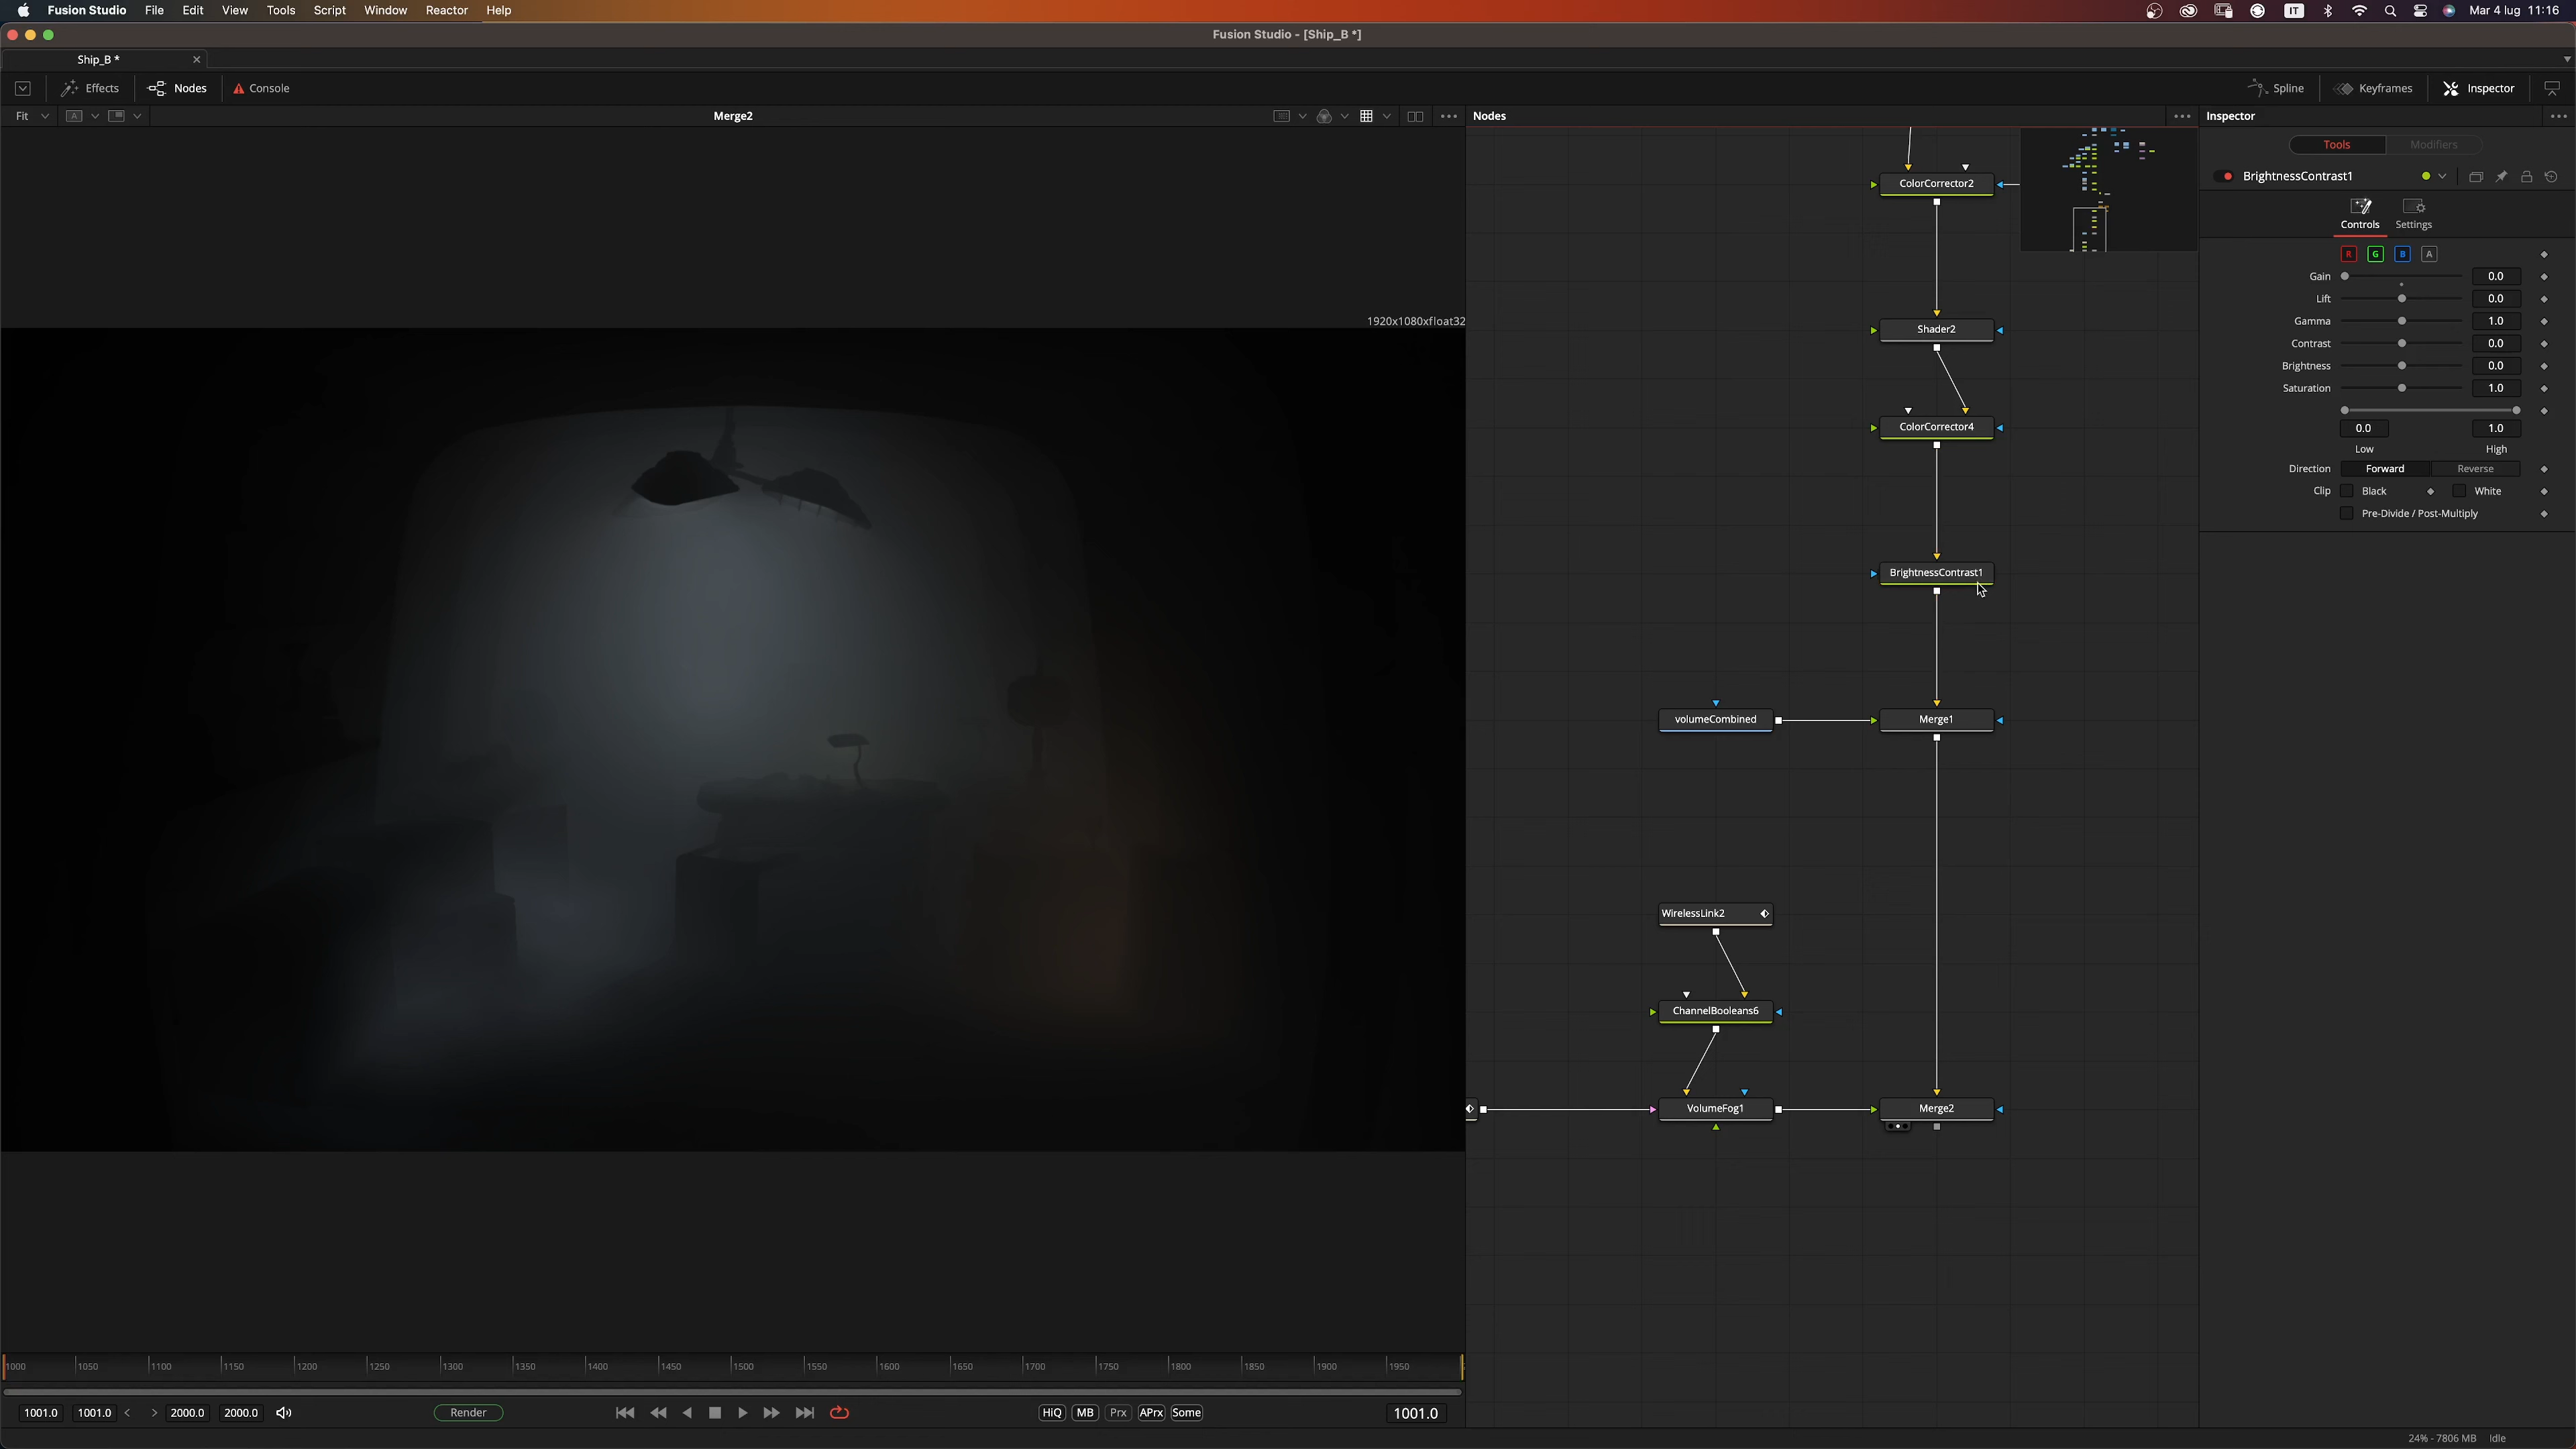 Fusion Studio File Edit View Tools Script Window Reactor Help IT Mar 4 lug 11:16
Fusion Studio - [Ship_B *]
Ship_B *
Effects Nodes Console Spline Keyframes Inspector
Fit A Merge2 Nodes Inspector
Tools Modifiers
BrightnessContrast1
Controls Settings
R G B A
Gain 0.0
Lift 0.0
Gamma 1.0
Contrast 0.0
Brightness 0.0
Saturation 1.0
0.0 1.0
Low High
Direction Forward Reverse
Clip Black White
Pre-Divide / Post-Multiply
1920x1080xfloat32
ColorCorrector2
Shader2
ColorCorrector4
BrightnessContrast1
volumeCombined Merge1
WirelessLink2
ChannelBooleans6
VolumeFog1 Merge2
1000 1050 1100 1150 1200 1250 1300 1350 1400 1450 1500 1550 1600 1650 1700 1750 1800 1850 1900 1950
1001.0 1001.0 < > 2000.0 2000.0 Render HiQ MB Prx APrx Some 1001.0
24% - 7806 MB Idle